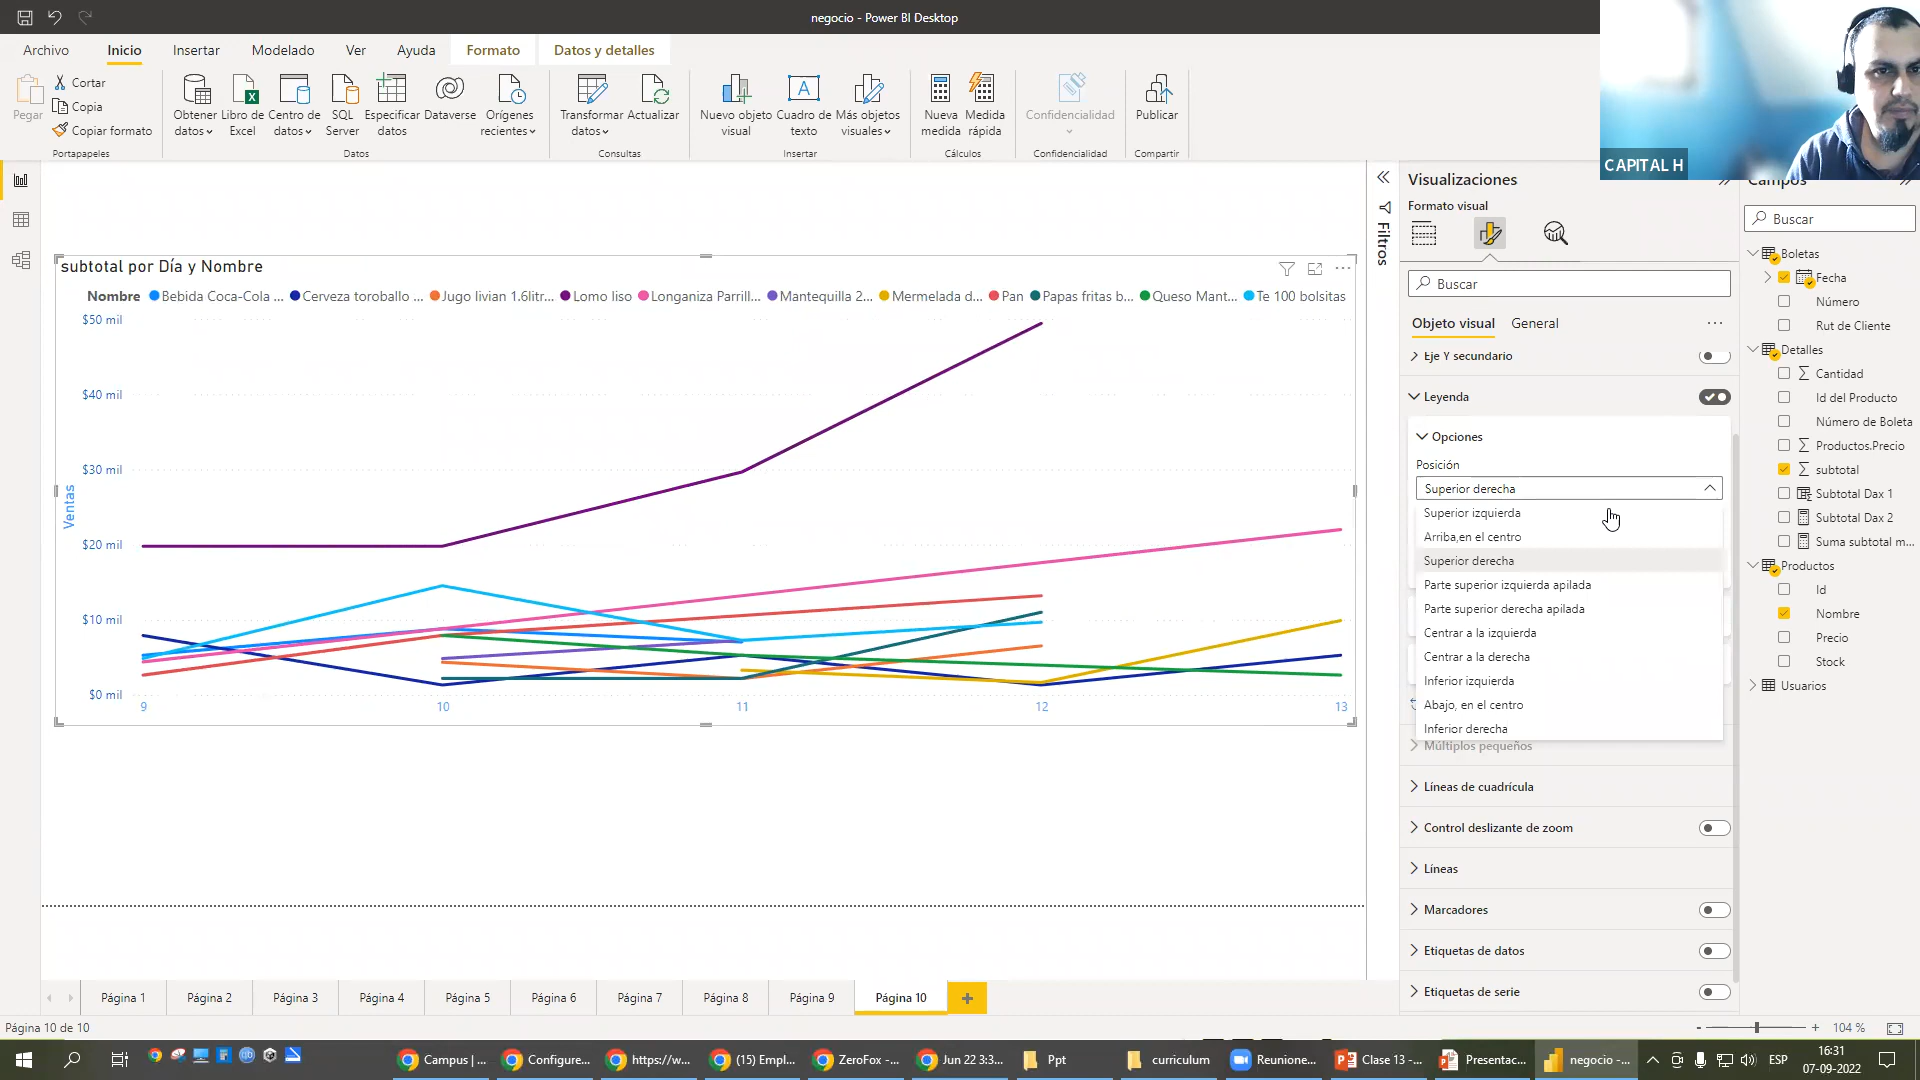 negocio - Power BI Desktop
Archivo
Inicio
Insertar
Modelado
Ver
Ayuda
Formato
Datos y detalles
Pegar
Cortar
Copia
Copiar formato
Portapapeles
Obtener datos
Libro de Excel
Centro de datos
SQL Server
Especificar datos
Dataverse
Orígenes recientes
Datos
Transformar datos
Actualizar
Consultas
Nuevo objeto visual
Cuadro de texto
Más objetos visuales
Insertar
Nueva medida
Medida rápida
Cálculos
Confidencialidad
Confidencialidad
Publicar
Compartir
CAPITAL H
subtotal por Día y Nombre
Nombre Bebida Coca-Cola ... Cerveza toroballo ... Jugo livian 1.6litr... Lomo liso Longaniza Parrill... Mantequilla 2... Mermelada d... Pan Papas fritas b... Queso Mant... Te 100 bolsitas
$50 mil
$40 mil
$30 mil
$20 mil
$10 mil
$0 mil
Ventas
9 10 11 12 13
Filtros
Visualizaciones
Formato visual
Buscar
Objeto visual
General
Eje Y secundario
Leyenda
Opciones
Posición
Superior derecha
Superior izquierda
Arriba,en el centro
Superior derecha
Parte superior izquierda apilada
Parte superior derecha apilada
Centrar a la izquierda
Centrar a la derecha
Inferior izquierda
Abajo, en el centro
Inferior derecha
Múltiplos pequeños
Líneas de cuadrícula
Control deslizante de zoom
Líneas
Marcadores
Etiquetas de datos
Etiquetas de serie
Campos
Buscar
Boletas
Fecha
Número
Rut de Cliente
Detalles
Cantidad
Id del Producto
Número de Boleta
Productos.Precio
subtotal
Subtotal Dax 1
Subtotal Dax 2
Suma subtotal m...
Productos
Id
Nombre
Precio
Stock
Usuarios
Página 1
Página 2
Página 3
Página 4
Página 5
Página 6
Página 7
Página 8
Página 9
Página 10
Página 10 de 10
104 %
Campus | ...
Configure...
https://w...
(15) Empl...
ZeroFox -...
Jun 22 3:3...
Ppt
curriculum
Reunione...
Clase 13 -...
Presentac...
negocio -...
ESP
16:31
07-09-2022